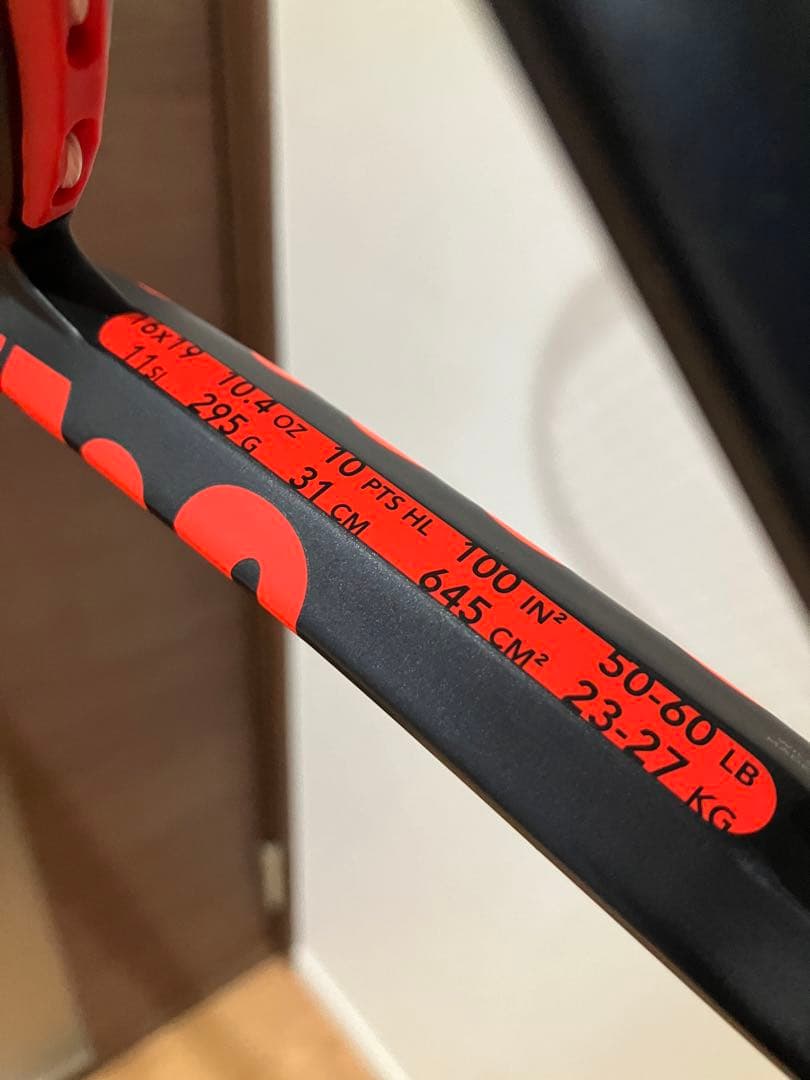 16x19 10.4 OZ 10 PTS HL 100 IN² 50-60 LB
11SI 295 G 31 CM 645 CM² 23-27 KG